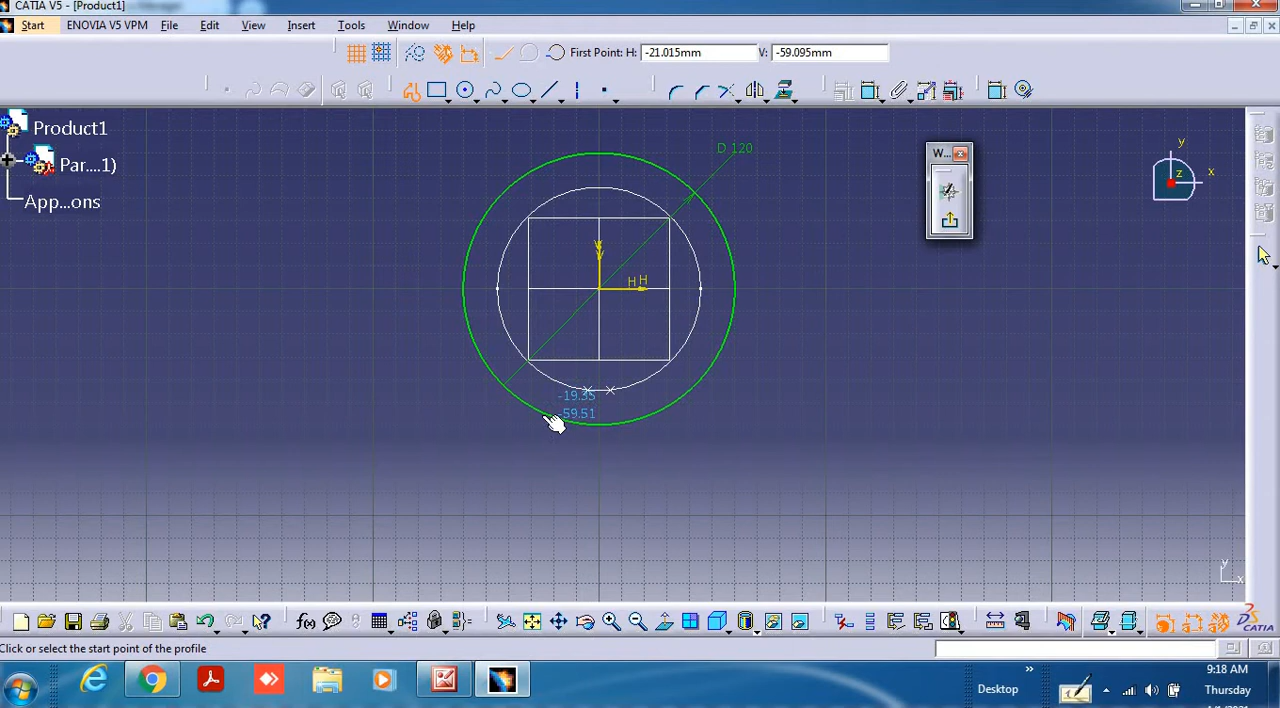 CATIA V5 - [Product1]
Start ENOVIA V5 VPM File Edit Insert Tools Window Help
First Point: H: -21.015mm V: -59.095mm
Product1
Par....1)
App...ons
D 120
W...
y
x
z
V
H H
-19.35
-59.51
y
x
f(x)
CATIA
Click or select the start point of the profile
Desktop
»
9:18 AM
Thursday